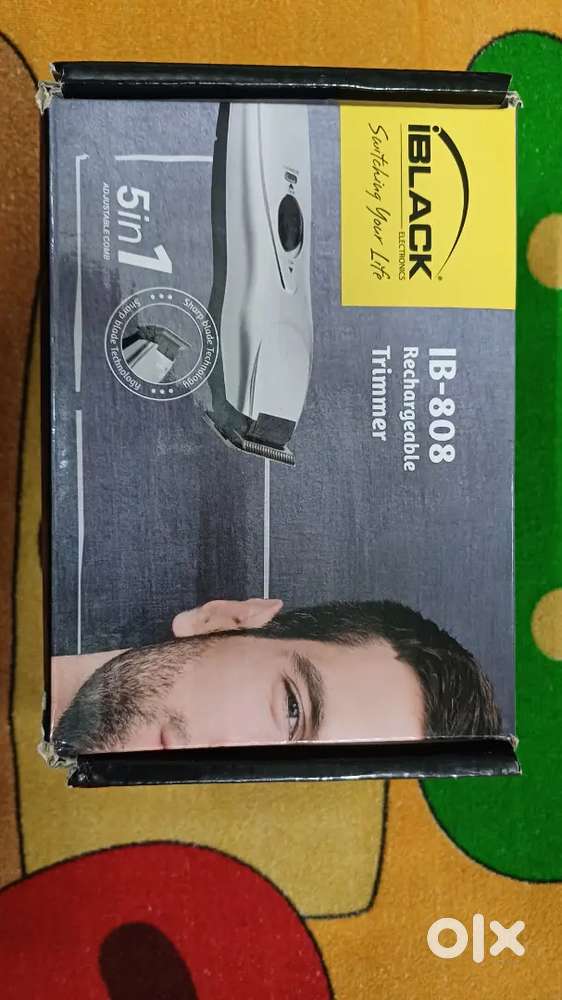 iBLACK®
ELECTRONICS
Switching Your Life
IB-808
Rechargeable
Trimmer
5in1
ADJUSTABLE COMB
Sharp blade Technology
Sharp blade Technology
olx